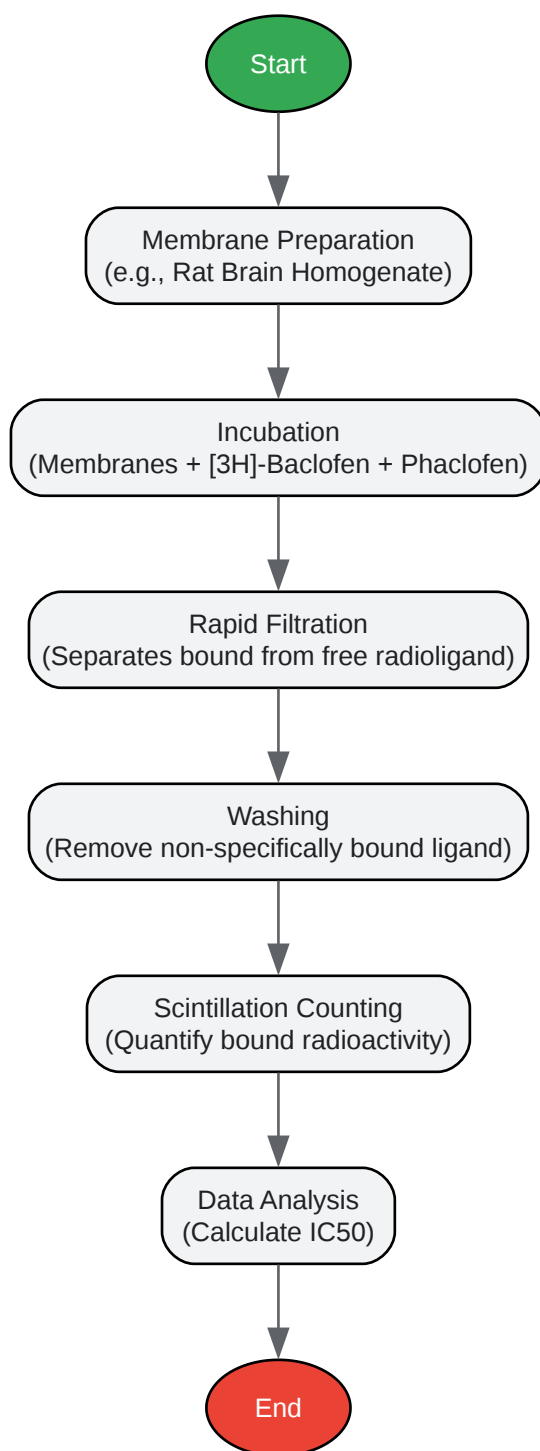 Start
Membrane Preparation
(e.g., Rat Brain Homogenate)
Incubation
(Membranes + [3H]-Baclofen + Phaclofen)
Rapid Filtration
(Separates bound from free radioligand)
Washing
(Remove non-specifically bound ligand)
Scintillation Counting
(Quantify bound radioactivity)
Data Analysis
(Calculate IC50)
End